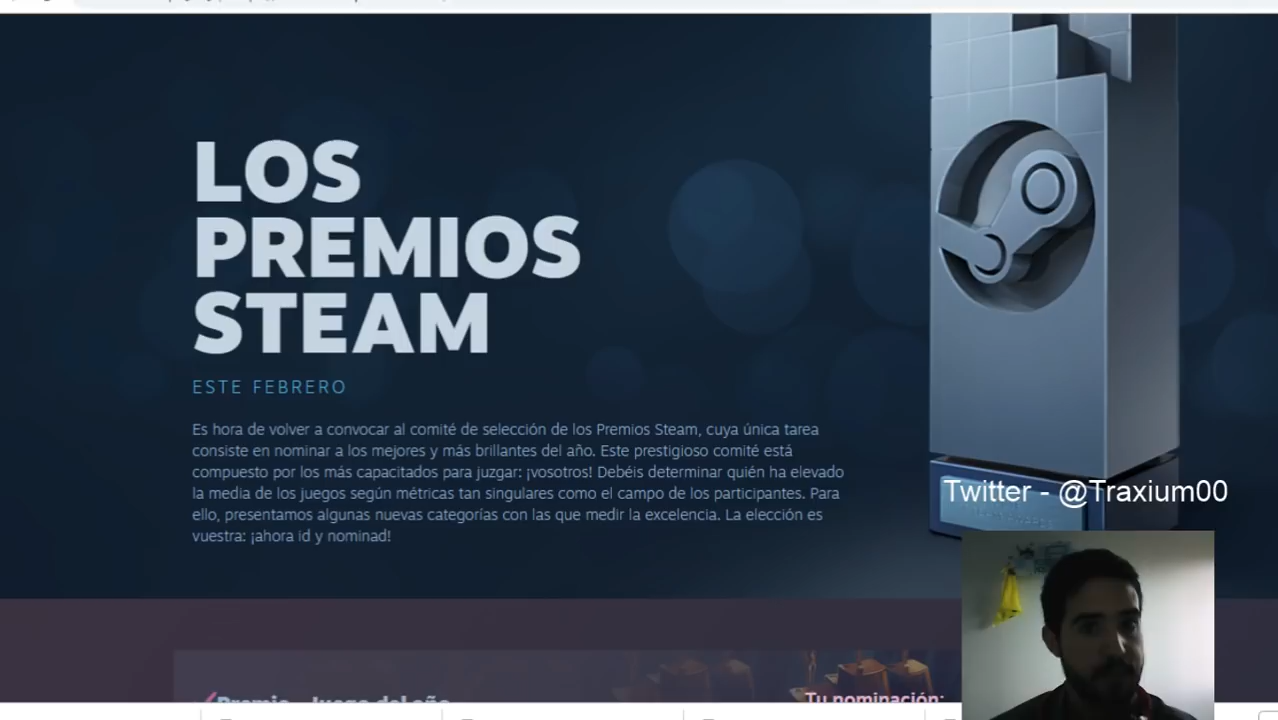 LOS
PREMIOS
STEAM
ESTE FEBRERO
Es hora de volver a convocar al comité de selección de los Premios Steam, cuya única tarea
consiste en nominar a los mejores y más brillantes del año. Este prestigioso comité está
compuesto por los más capacitados para juzgar: ¡vosotros! Debéis determinar quién ha elevado
la media de los juegos según métricas tan singulares como el campo de los participantes. Para
ello, presentamos algunas nuevas categorías con las que medir la excelencia. La elección es
vuestra: ¡ahora id y nominad!
Twitter - @Traxium00
Premio - Juego del año
Tu nominación: